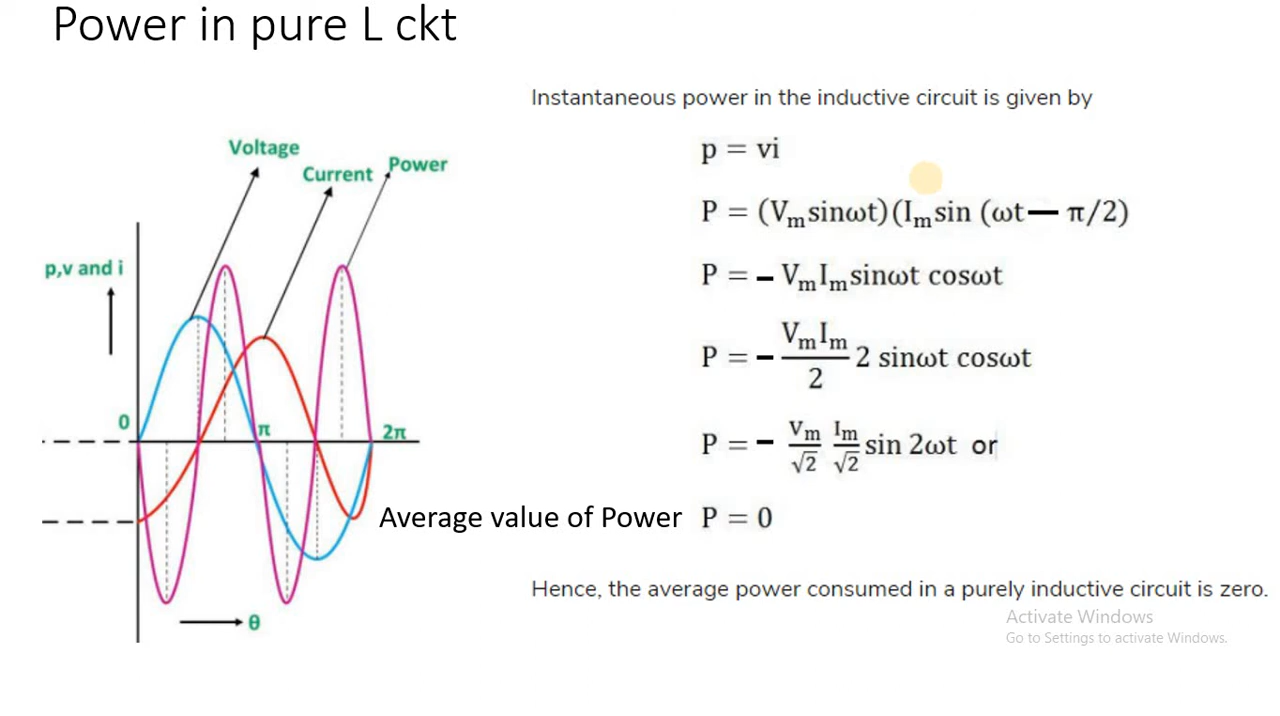 Power in pure L ckt
Instantaneous power in the inductive circuit is given by
p = vi
P = (Vₘsinωt)(Iₘsin (ωt− π/2)
P = − VₘIₘsinωt cosωt
P = − VₘIₘ/2 2 sinωt cosωt
P = − Vₘ/√2 Iₘ/√2 sin 2ωt or
Average value of Power P = 0
Hence, the average power consumed in a purely inductive circuit is zero.
Voltage
Current
Power
p,v and i
0
π
2π
θ
Activate Windows
Go to Settings to activate Windows.